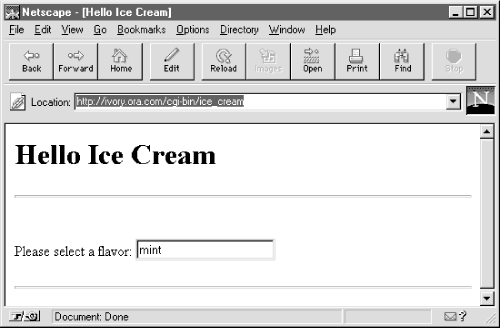 Netscape - [Hello Ice Cream]
File Edit View Go Bookmarks Options Directory Window Help
Back Forward Home Edit Reload Images Open Print Find Stop
Location: http://ivory.ora.com/cgi-bin/ice_cream
N
Hello Ice Cream
Please select a flavor: mint
Document: Done
?